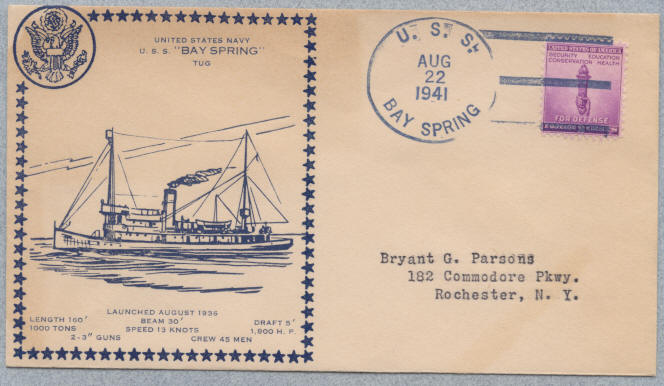 UNITED STATES NAVY
U. S. S. "BAY SPRING"
TUG
LAUNCHED AUGUST 1936
LENGTH 160' BEAM 30' DRAFT 5'
1000 TONS SPEED 13 KNOTS 1,800 H. P.
2-3" GUNS CREW 45 MEN
U. S. S.
AUG
22
1941
BAY SPRING
UNITED STATES OF AMERICA
SECURITY EDUCATION
CONSERVATION HEALTH
FOR DEFENSE
Bryant G. Parsons
182 Commodore Pkwy.
Rochester, N. Y.